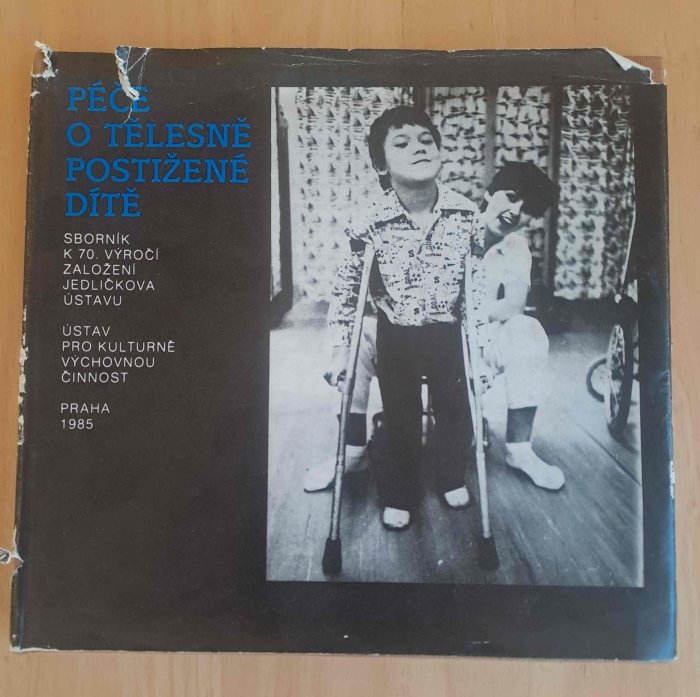 PÉČE
O TĚLESNĚ
POSTIŽENÉ
DÍTĚ
SBORNÍK
K 70. VÝROČÍ
ZALOŽENÍ
JEDLIČKOVA
ÚSTAVU
ÚSTAV
PRO KULTURNĚ
VÝCHOVNOU
ČINNOST
PRAHA
1985